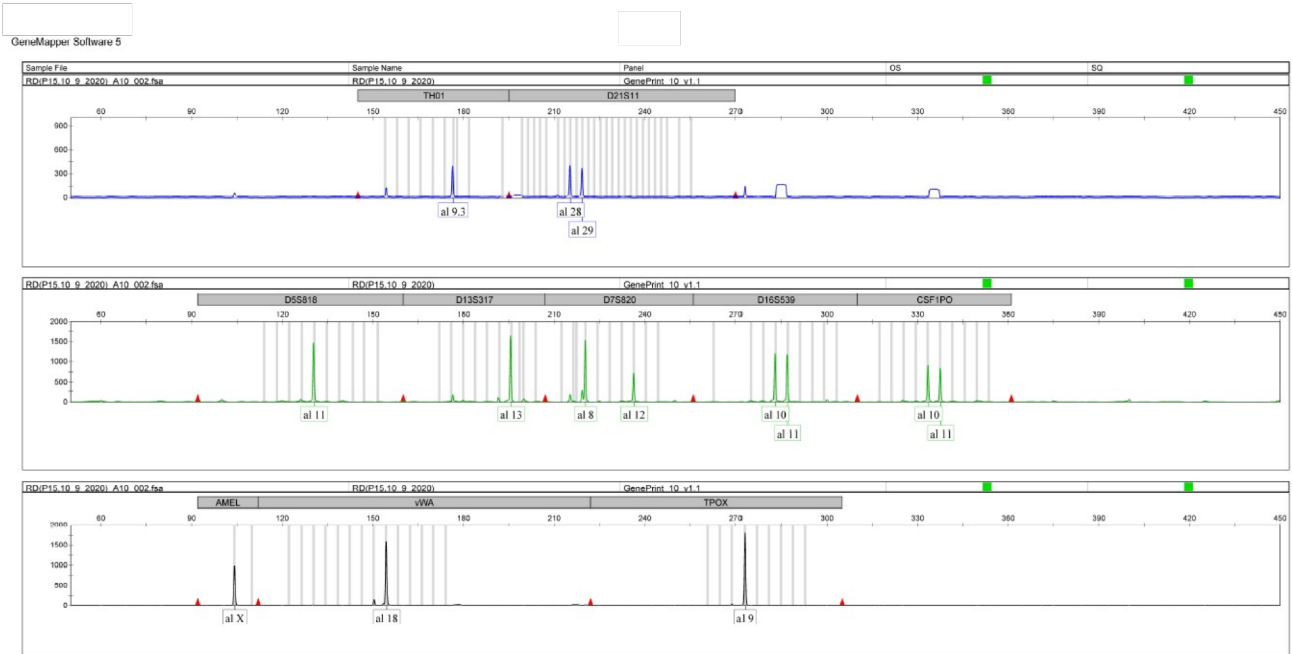 GeneMapper Software 5
Sample File Sample Name Panel OS SQ
RD(P15.10_9_2020)_A10_002.fsa RD(P15.10_9_2020) GenePrint_10_v1.1
TH01 D21S11
60 90 120 150 180 210 240 270 300 330 360 390 420 450
900
600
300
0
al 9.3 al 28
al 29
RD(P15.10_9_2020)_A10_002.fsa RD(P15.10_9_2020) GenePrint_10_v1.1
D5S818 D13S317 D7S820 D16S539 CSF1PO
60 90 120 150 180 210 240 270 300 330 360 390 420 450
2000
1500
1000
500
0
al 11 al 13 al 8 al 12 al 10 al 10
al 11 al 11
RD(P15.10_9_2020)_A10_002.fsa RD(P15.10_9_2020) GenePrint_10_v1.1
AMEL vWA TPOX
60 90 120 150 180 210 240 270 300 330 360 390 420 450
2000
1500
1000
500
0
al X al 18 al 9